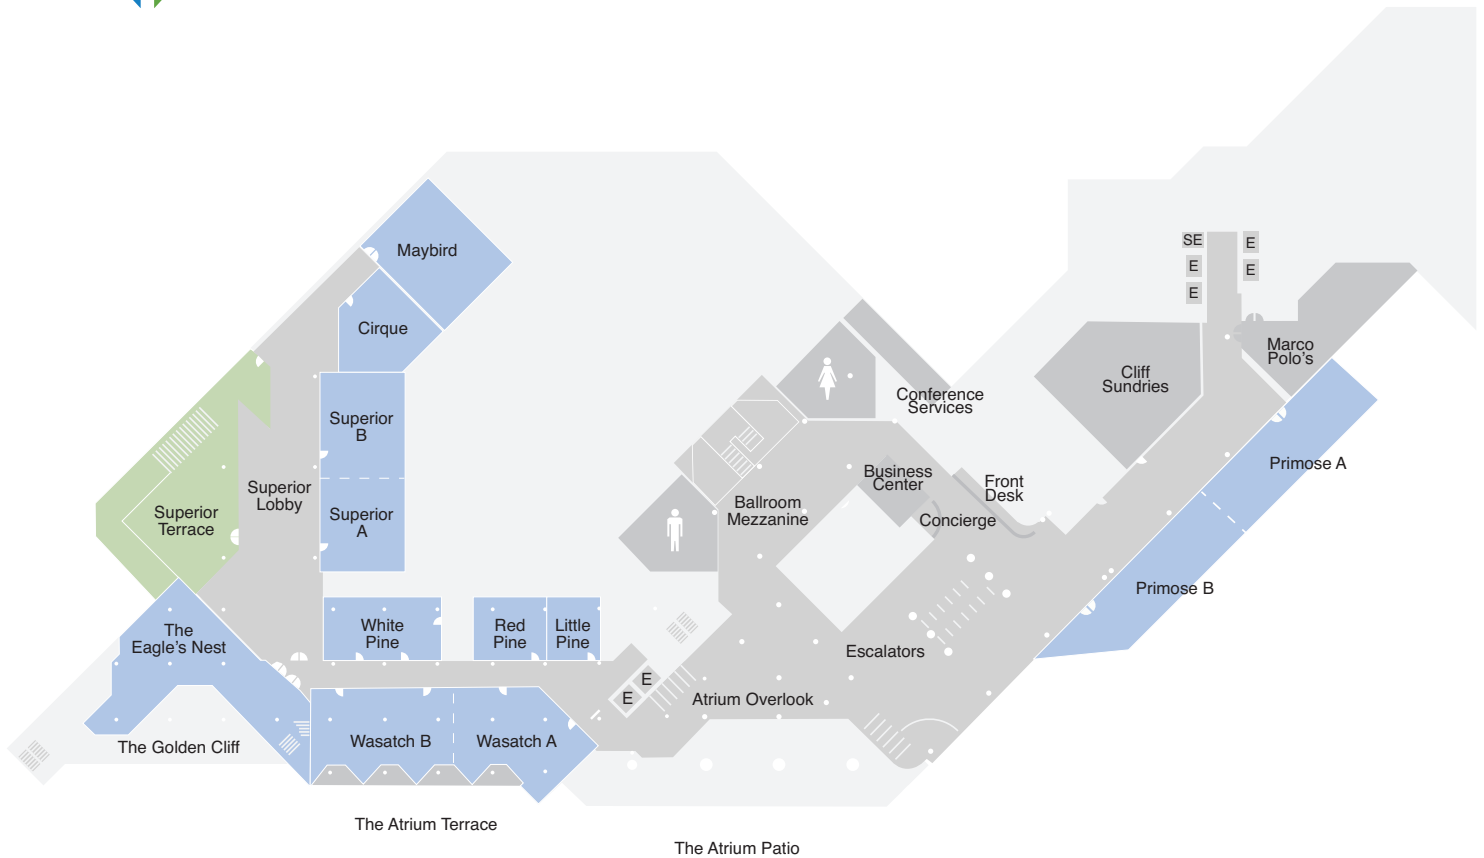 Maybird
SE
E
E
E
E
Cirque
Marco
Polo's
Cliff
Sundries
Conference
Services
Superior
B
Primose A
Business
Center
Front
Desk
Superior
Lobby
Ballroom
Mezzanine
Concierge
Superior
Terrace
Superior
A
Primose B
The
Eagle's Nest
White
Pine
Red
Pine
Little
Pine
Escalators
E
E
Atrium Overlook
The Golden Cliff
Wasatch B
Wasatch A
The Atrium Terrace
The Atrium Patio